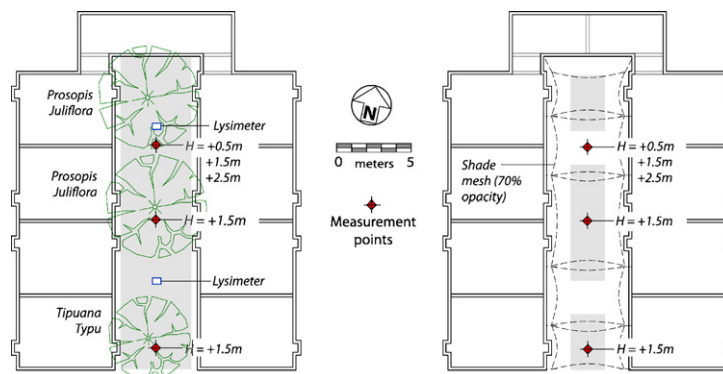 Prosopis
Juliflora
Lysimeter
H = +0.5m
+1.5m
+2.5m
Prosopis
Juliflora
H = +1.5m
Lysimeter
Tipuana
Typu
H = +1.5m
N
0 meters 5
Measurement
points
H = +0.5m
+1.5m
+2.5m
Shade
mesh (70%
opacity)
H = +1.5m
H = +1.5m